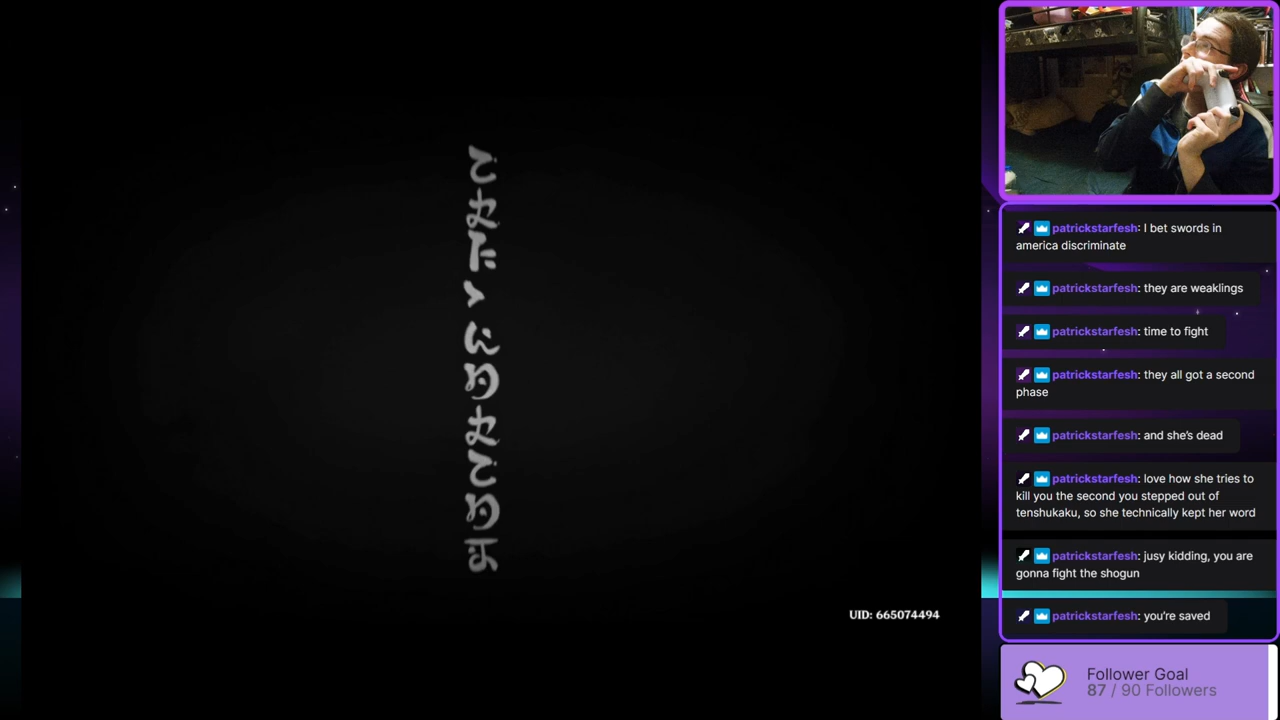 patrickstarfesh: I bet swords in
america discriminate
patrickstarfesh: they are weaklings
patrickstarfesh: time to fight
patrickstarfesh: they all got a second
phase
patrickstarfesh: and she's dead
patrickstarfesh: love how she tries to
kill you the second you stepped out of
tenshukaku, so she technically kept her word
patrickstarfesh: jusy kidding, you are
gonna fight the shogun
patrickstarfesh: you're saved
UID: 665074494
Follower Goal
87 / 90 Followers